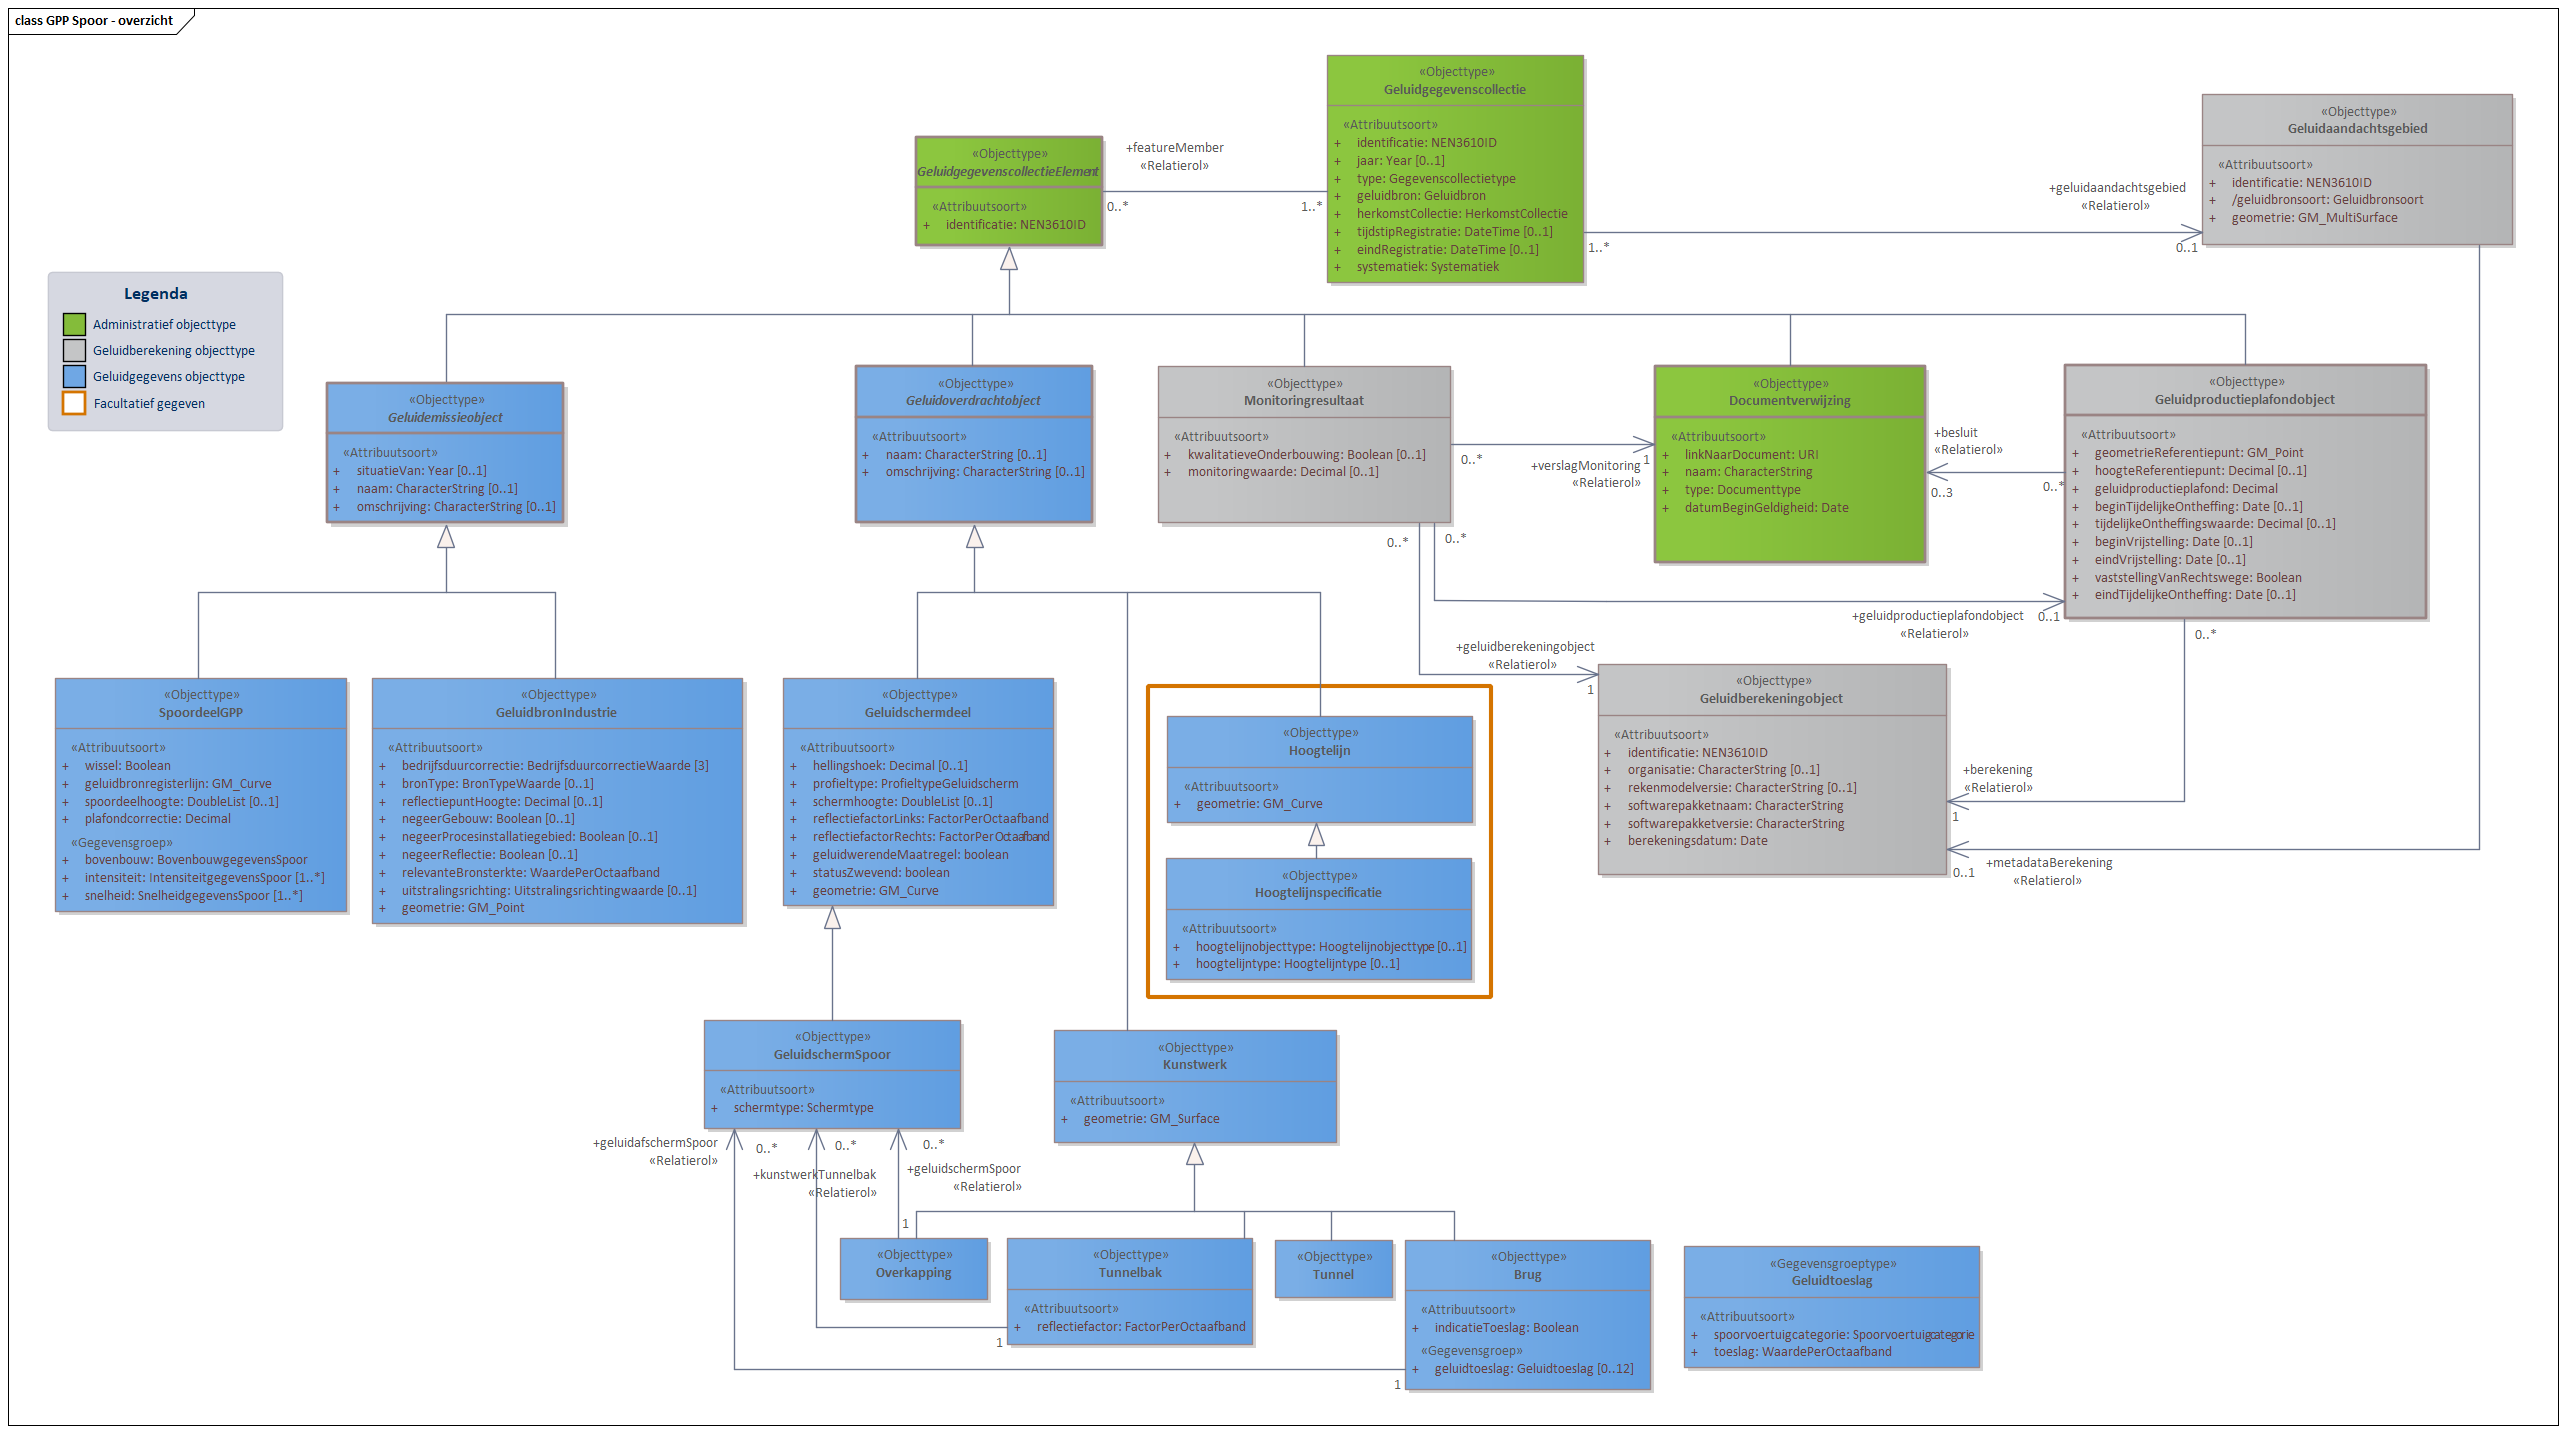 class GPP Spoor - overzicht
«Objecttype»
Geluidgegevenscollectie
«Attribuutsoort»
+ identificatie: NEN3610ID
+ jaar: Year [0..1]
+ type: Gegevenscollectietype
+ geluidbron: Geluidbron
+ herkomstCollectie: HerkomstCollectie
+ tijdstipRegistratie: DateTime [0..1]
+ eindRegistratie: DateTime [0..1]
+ systematiek: Systematiek
«Objecttype»
Geluidaandachtsgebied
«Attribuutsoort»
+ identificatie: NEN3610ID
+ /geluidbronsoort: Geluidbronsoort
+ geometrie: GM_MultiSurface
«Objecttype»
GeluidgegevenscollectieElement
«Attribuutsoort»
+ identificatie: NEN3610ID
+featureMember
«Relatierol»
0..*
1..*
+geluidaandachtsgebied
«Relatierol»
1..*
0..1
Legenda
Administratief objecttype
Geluidberekening objecttype
Geluidgegevens objecttype
Facultatief gegeven
«Objecttype»
Geluidemissieobject
«Attribuutsoort»
+ situatieVan: Year [0..1]
+ naam: CharacterString [0..1]
+ omschrijving: CharacterString [0..1]
«Objecttype»
Geluidoverdrachtobject
«Attribuutsoort»
+ naam: CharacterString [0..1]
+ omschrijving: CharacterString [0..1]
«Objecttype»
Monitoringresultaat
«Attribuutsoort»
+ kwalitatieveOnderbouwing: Boolean [0..1]
+ monitoringwaarde: Decimal [0..1]
0..*
+verslagMonitoring
«Relatierol»
1
«Objecttype»
Documentverwijzing
«Attribuutsoort»
+ linkNaarDocument: URI
+ naam: CharacterString
+ type: Documenttype
+ datumBeginGeldigheid: Date
+besluit
«Relatierol»
0..3
0..*
«Objecttype»
Geluidproductieplafondobject
«Attribuutsoort»
+ geometrieReferentiepunt: GM_Point
+ hoogteReferentiepunt: Decimal [0..1]
+ geluidproductieplafond: Decimal
+ beginTijdelijkeOntheffing: Date [0..1]
+ tijdelijkeOntheffingswaarde: Decimal [0..1]
+ beginVrijstelling: Date [0..1]
+ eindVrijstelling: Date [0..1]
+ vaststellingVanRechtswege: Boolean
+ eindTijdelijkeOntheffing: Date [0..1]
0..*
0..*
+geluidproductieplafondobject
«Relatierol»
0..1
0..*
+geluidberekeningobject
«Relatierol»
1
«Objecttype»
SpoordeelGPP
«Attribuutsoort»
+ wissel: Boolean
+ geluidbronregisterlijn: GM_Curve
+ spoordeelhoogte: DoubleList [0..1]
+ plafondcorrectie: Decimal
«Gegevensgroep»
+ bovenbouw: BovenbouwgegevensSpoor
+ intensiteit: IntensiteitgegevensSpoor [1..*]
+ snelheid: SnelheidgegevensSpoor [1..*]
«Objecttype»
GeluidbronIndustrie
«Attribuutsoort»
+ bedrijfsduurcorrectie: BedrijfsduurcorrectieWaarde [3]
+ bronType: BronTypeWaarde [0..1]
+ reflectiepuntHoogte: Decimal [0..1]
+ negeerGebouw: Boolean [0..1]
+ negeerProcesinstallatiegebied: Boolean [0..1]
+ negeerReflectie: Boolean [0..1]
+ relevanteBronsterkte: WaardePerOctaafband
+ uitstralingsrichting: Uitstralingsrichtingwaarde [0..1]
+ geometrie: GM_Point
«Objecttype»
Geluidschermdeel
«Attribuutsoort»
+ hellingshoek: Decimal [0..1]
+ profieltype: ProfieltypeGeluidscherm
+ schermhoogte: DoubleList [0..1]
+ reflectiefactorLinks: FactorPerOctaafband
+ reflectiefactorRechts: FactorPerOctaafband
+ geluidwerendeMaatregel: boolean
+ statusZwevend: boolean
+ geometrie: GM_Curve
«Objecttype»
Hoogtelijn
«Attribuutsoort»
+ geometrie: GM_Curve
«Objecttype»
Hoogtelijnspecificatie
«Attribuutsoort»
+ hoogtelijnobjecttype: Hoogtelijnobjecttype [0..1]
+ hoogtelijntype: Hoogtelijntype [0..1]
«Objecttype»
Geluidberekeningobject
«Attribuutsoort»
+ identificatie: NEN3610ID
+ organisatie: CharacterString [0..1]
+ rekenmodelversie: CharacterString [0..1]
+ softwarepakketnaam: CharacterString
+ softwarepakketversie: CharacterString
+ berekeningsdatum: Date
+berekening
«Relatierol»
1
+metadataBerekening
«Relatierol»
0..1
«Objecttype»
GeluidschermSpoor
«Attribuutsoort»
+ schermtype: Schermtype
«Objecttype»
Kunstwerk
«Attribuutsoort»
+ geometrie: GM_Surface
+geluidafschermSpoor
«Relatierol»
0..*
0..*
0..*
+kunstwerkTunnelbak
«Relatierol»
+geluidschermSpoor
«Relatierol»
1
«Objecttype»
Overkapping
«Objecttype»
Tunnelbak
«Attribuutsoort»
+ reflectiefactor: FactorPerOctaafband
1
«Objecttype»
Tunnel
«Objecttype»
Brug
«Attribuutsoort»
+ indicatieToeslag: Boolean
«Gegevensgroep»
+ geluidtoeslag: Geluidtoeslag [0..12]
1
«Gegevensgroeptype»
Geluidtoeslag
«Attribuutsoort»
+ spoorvoertuigcategorie: Spoorvoertuigcategorie
+ toeslag: WaardePerOctaafband